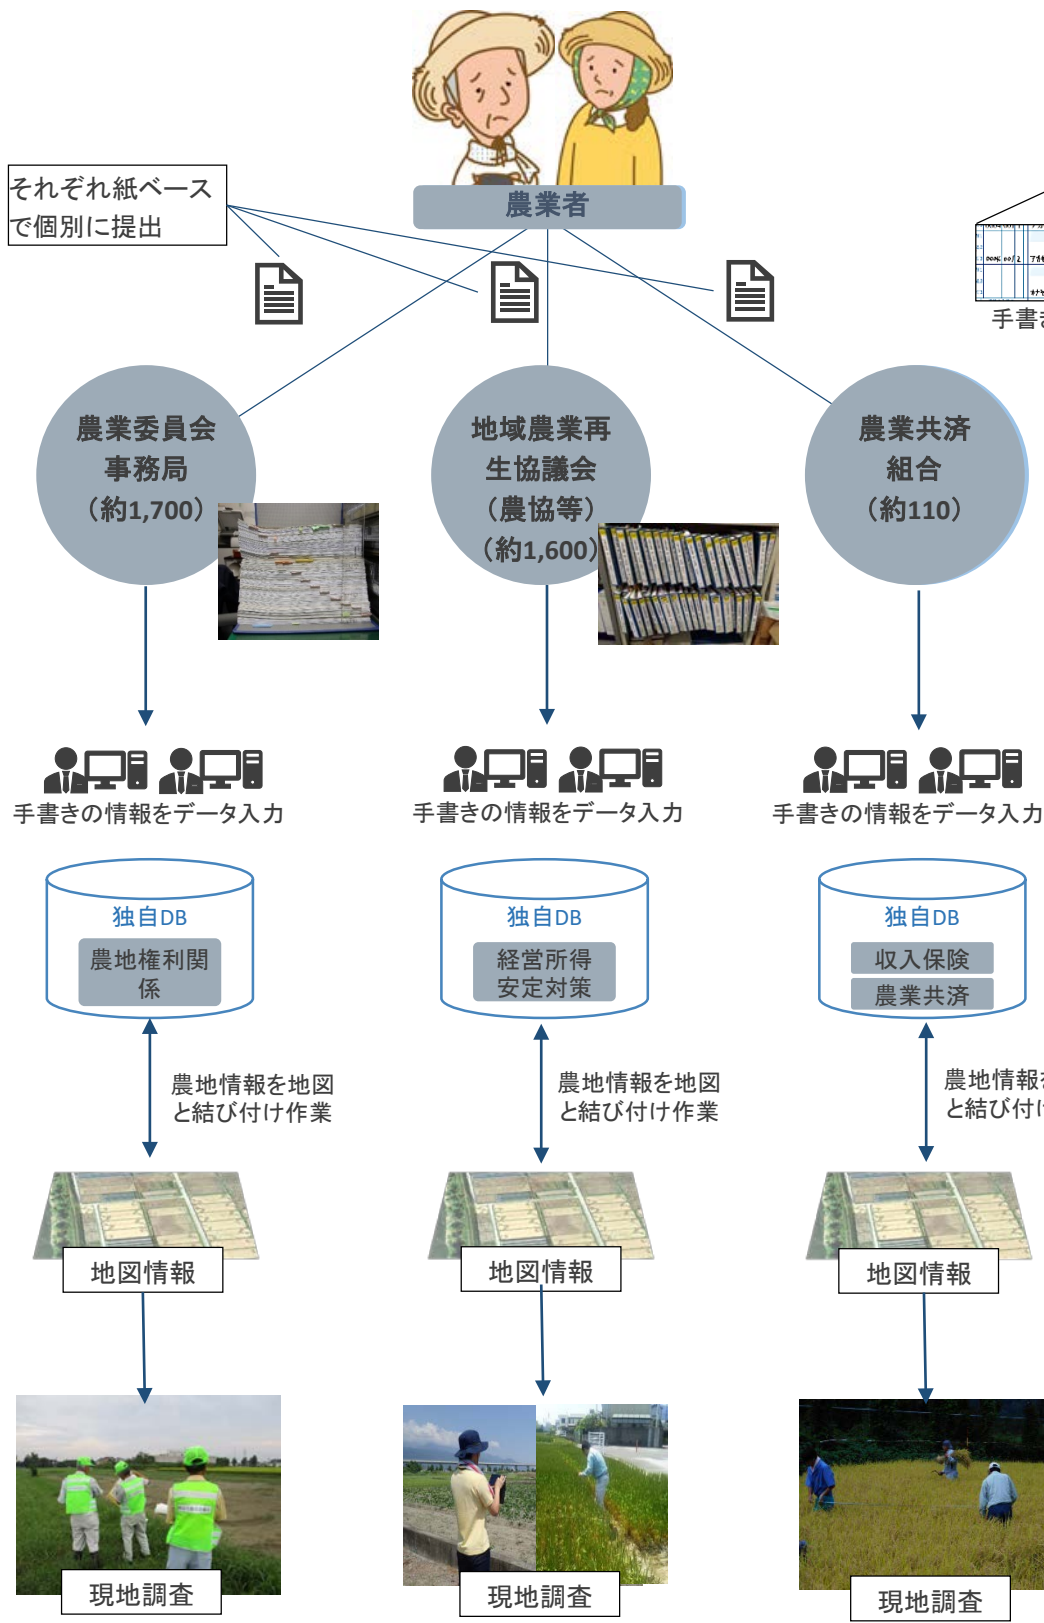 農業者
それぞれ紙ベース
で個別に提出
手書き
農業委員会
事務局
（約1,700）
地域農業再
生協議会
（農協等）
（約1,600）
農業共済
組合
（約110）
手書きの情報をデータ入力
手書きの情報をデータ入力
手書きの情報をデータ入力
独自DB
農地権利関
係
独自DB
経営所得
安定対策
独自DB
収入保険
農業共済
農地情報を地図
と結び付け作業
農地情報を地図
と結び付け作業
農地情報を
と結び付け
地図情報
地図情報
地図情報
現地調査
現地調査
現地調査